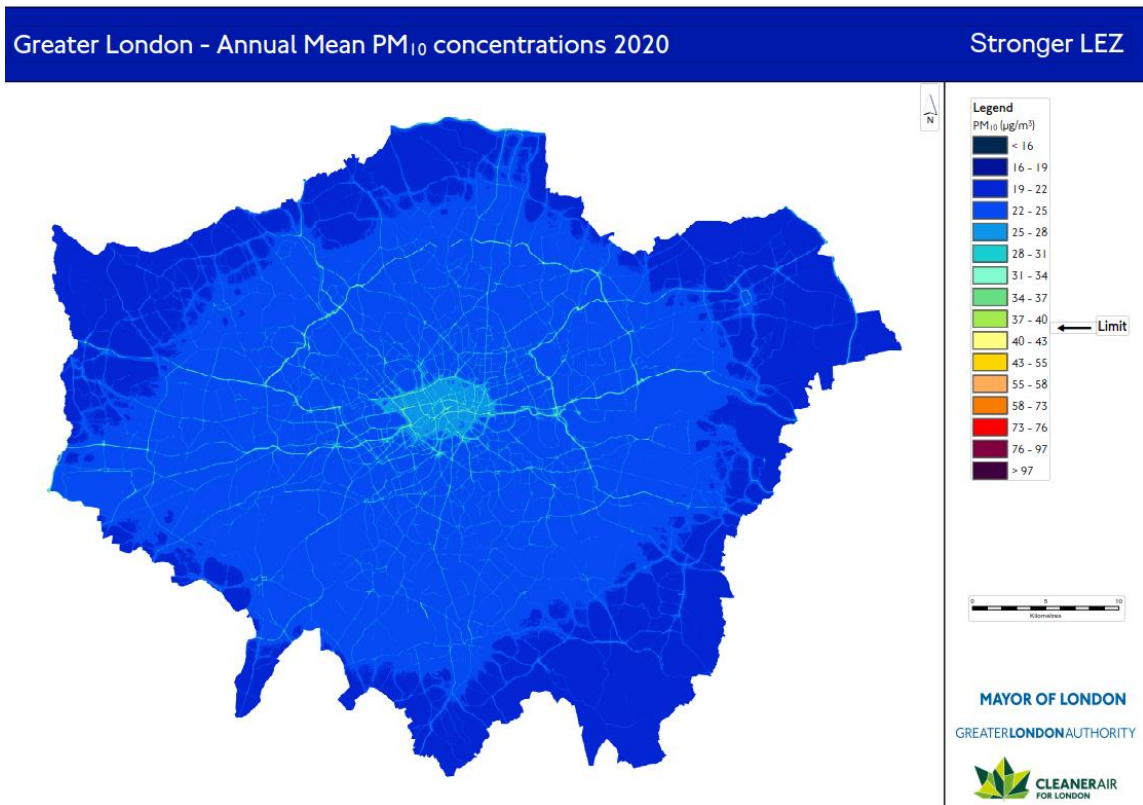 Greater London - Annual Mean PM₁₀ concentrations 2020
Stronger LEZ
N
Legend
PM₁₀ (µg/m³)
< 16
16 - 19
19 - 22
22 - 25
25 - 28
28 - 31
31 - 34
34 - 37
37 - 40
40 - 43
43 - 55
55 - 58
58 - 73
73 - 76
76 - 97
> 97
Limit
0 5 10
Kilometres
MAYOR OF LONDON
GREATERLONDONAUTHORITY
CLEANERAIR
FOR LONDON